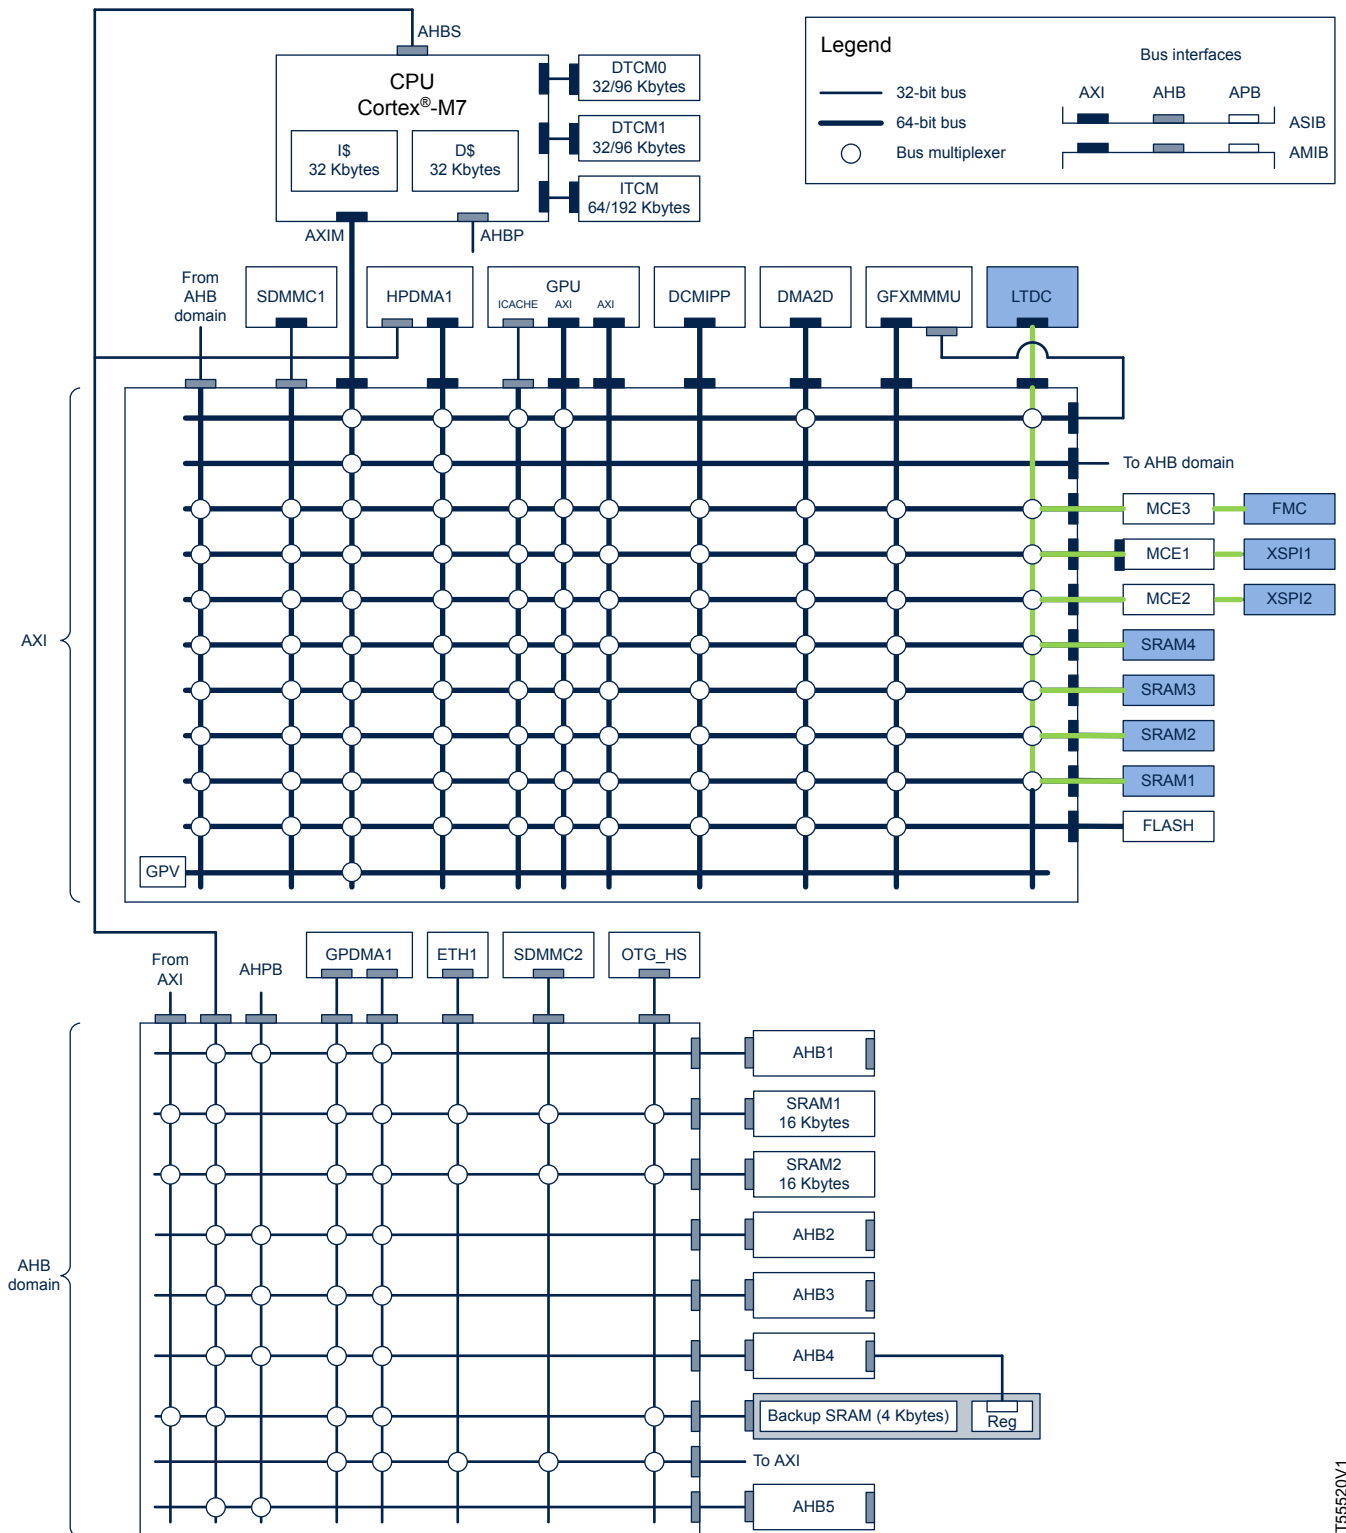 AHBS
CPU
Cortex®-M7
I$
32 Kbytes
D$
32 Kbytes
DTCM0
32/96 Kbytes
DTCM1
32/96 Kbytes
ITCM
64/192 Kbytes
AXIM
AHBP
Legend
32-bit bus
64-bit bus
Bus multiplexer
Bus interfaces
AXI
AHB
APB
ASIB
AMIB
From
AHB
domain
SDMMC1
HPDMA1
GPU
ICACHE
AXI
AXI
DCMIPP
DMA2D
GFXMMMU
LTDC
To AHB domain
MCE3
FMC
MCE1
XSPI1
MCE2
XSPI2
AXI
SRAM4
SRAM3
SRAM2
SRAM1
FLASH
GPV
From
AXI
AHPB
GPDMA1
ETH1
SDMMC2
OTG_HS
AHB1
SRAM1
16 Kbytes
SRAM2
16 Kbytes
AHB2
AHB
domain
AHB3
AHB4
Backup SRAM (4 Kbytes)
Reg
To AXI
AHB5
T55520V1